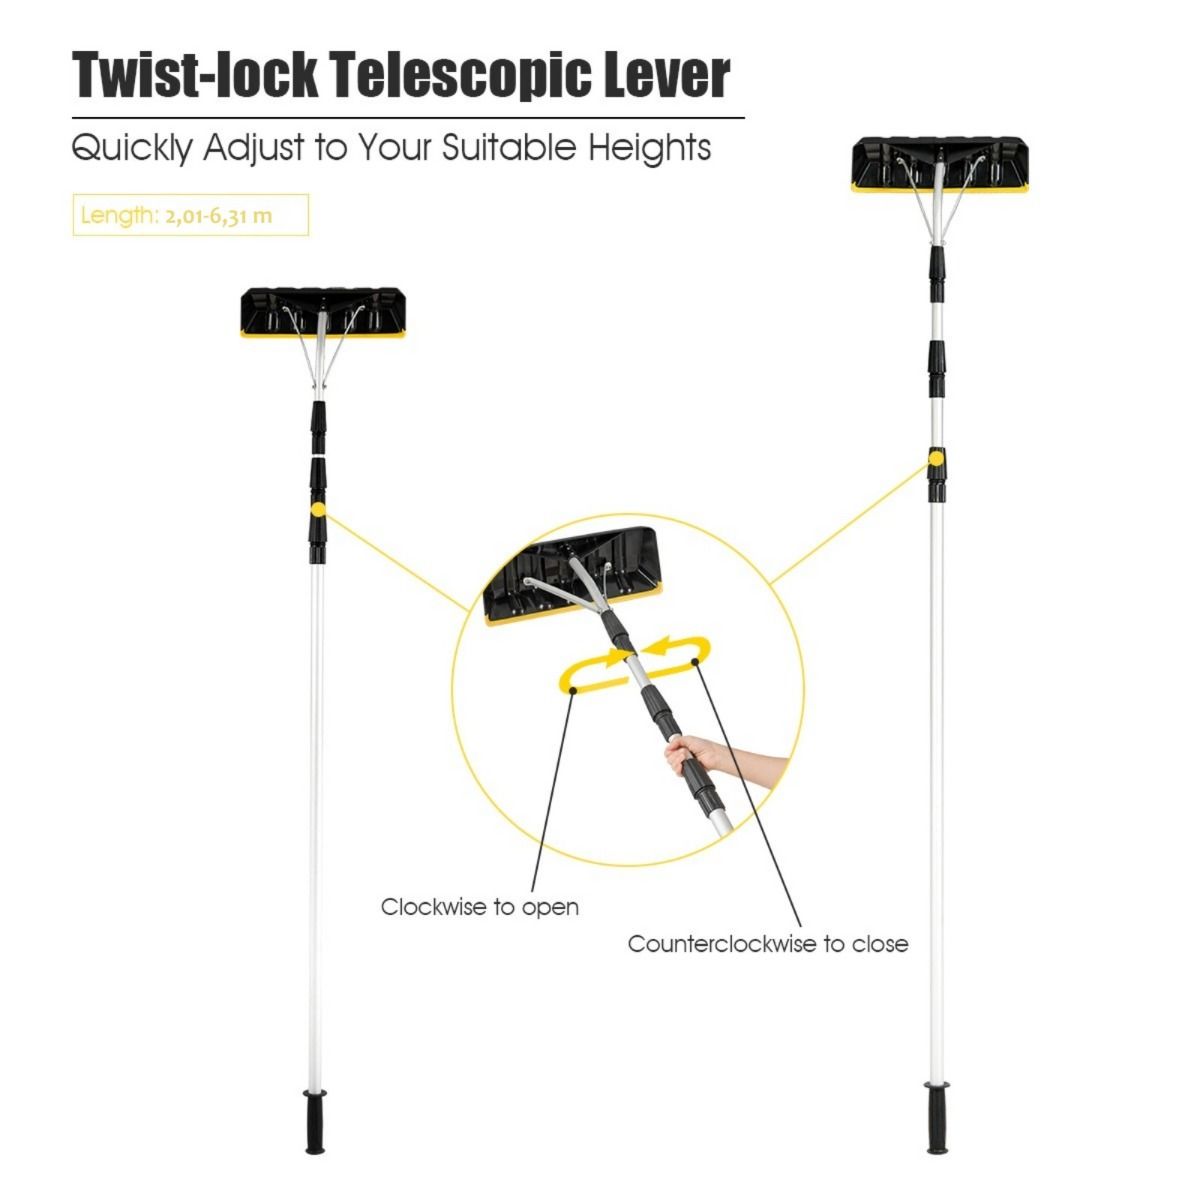 Twist-lock Telescopic Lever
Quickly Adjust to Your Suitable Heights
Length: 2,01-6,31 m
Clockwise to open
Counterclockwise to close